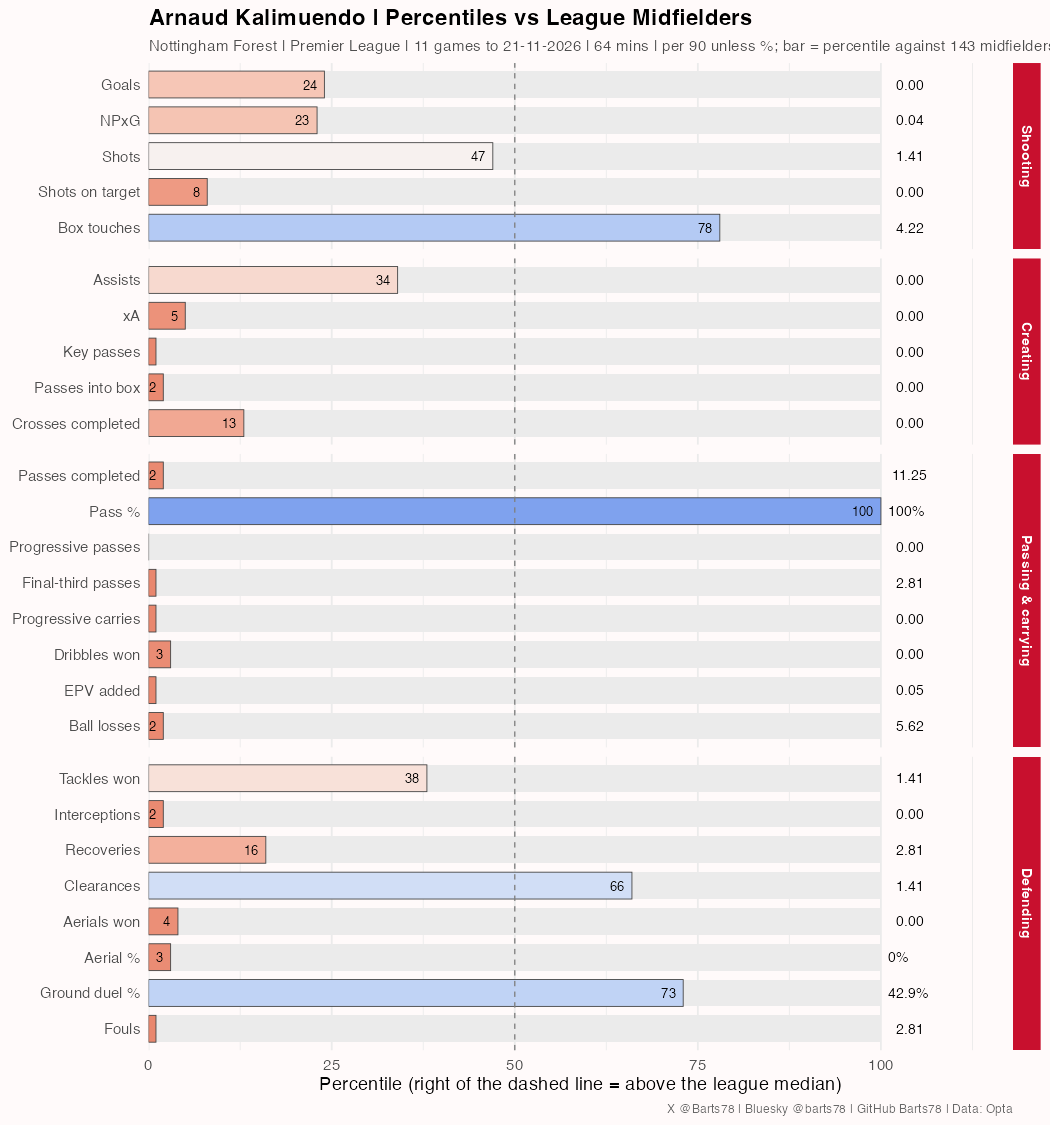 Arnaud Kalimuendo | Percentiles vs League Midfielders
Nottingham Forest | Premier League | 11 games to 21-11-2026 | 64 mins | per 90 unless %; bar = percentile against 143 midfielders
Shooting
Goals 24 0.00
NPxG 23 0.04
Shots 47 1.41
Shots on target 8 0.00
Box touches 78 4.22
Creating
Assists 34 0.00
xA 5 0.00
Key passes 0.00
Passes into box 2 0.00
Crosses completed 13 0.00
Passing & carrying
Passes completed 2 11.25
Pass % 100 100%
Progressive passes 0.00
Final-third passes 2.81
Progressive carries 0.00
Dribbles won 3 0.00
EPV added 0.05
Ball losses 2 5.62
Defending
Tackles won 38 1.41
Interceptions 2 0.00
Recoveries 16 2.81
Clearances 66 1.41
Aerials won 4 0.00
Aerial % 3 0%
Ground duel % 73 42.9%
Fouls 2.81
0 25 50 75 100
Percentile (right of the dashed line = above the league median)
X @Barts78 | Bluesky @barts78 | GitHub Barts78 | Data: Opta